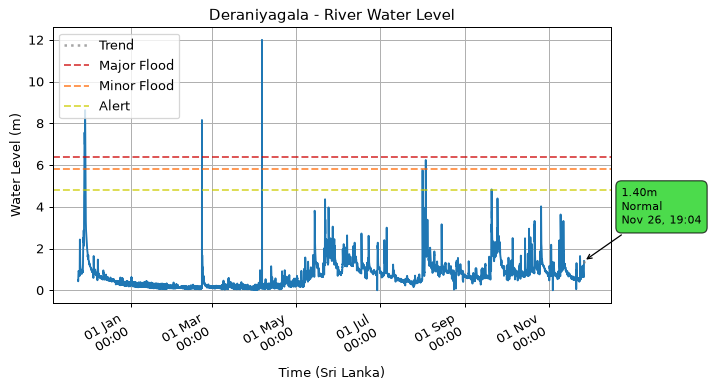 Deraniyagala - River Water Level
Water Level (m)
12
10
8
6
4
2
0
Trend
Major Flood
Minor Flood
Alert
1.40m
Normal
Nov 26, 19:04
01 Jan
00:00
01 Mar
00:00
01 May
00:00
01 Jul
00:00
01 Sep
00:00
01 Nov
00:00
Time (Sri Lanka)